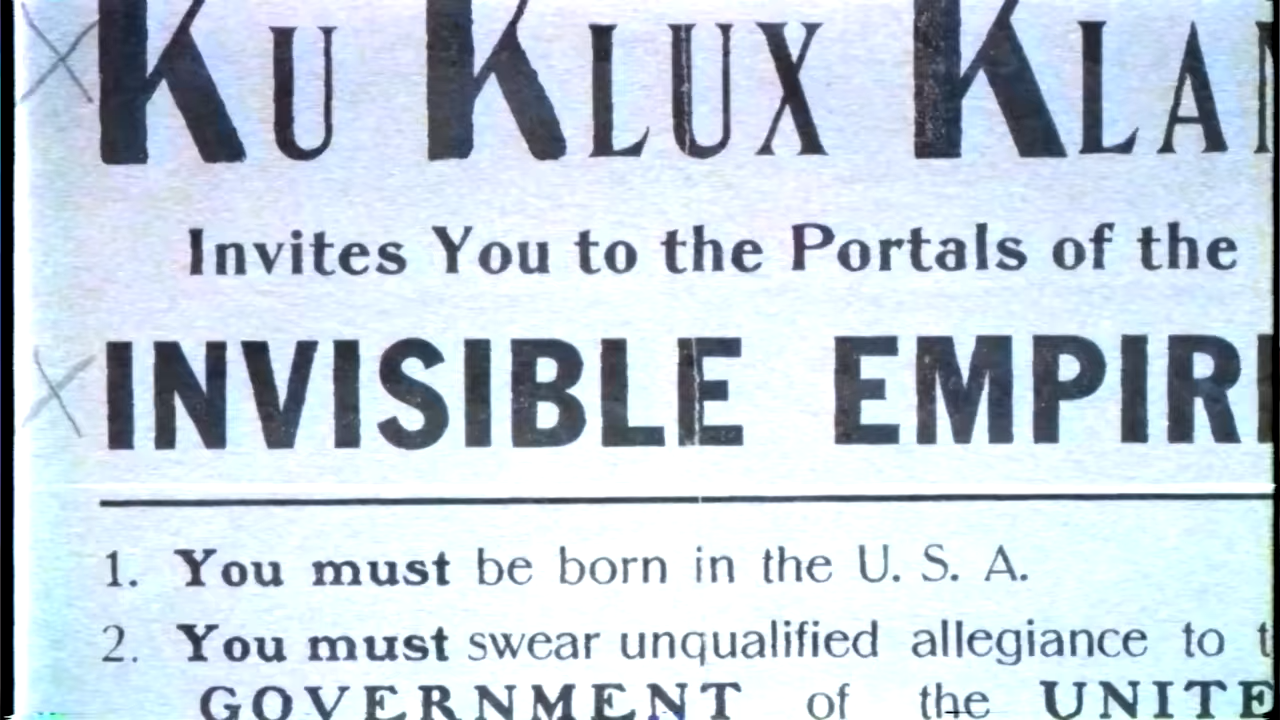 KU KLUX KLAN
Invites You to the Portals of the
INVISIBLE EMPIR
1. You must be born in the U. S. A.
2. You must swear unqualified allegiance to t
GOVERNMENT of the UNITE